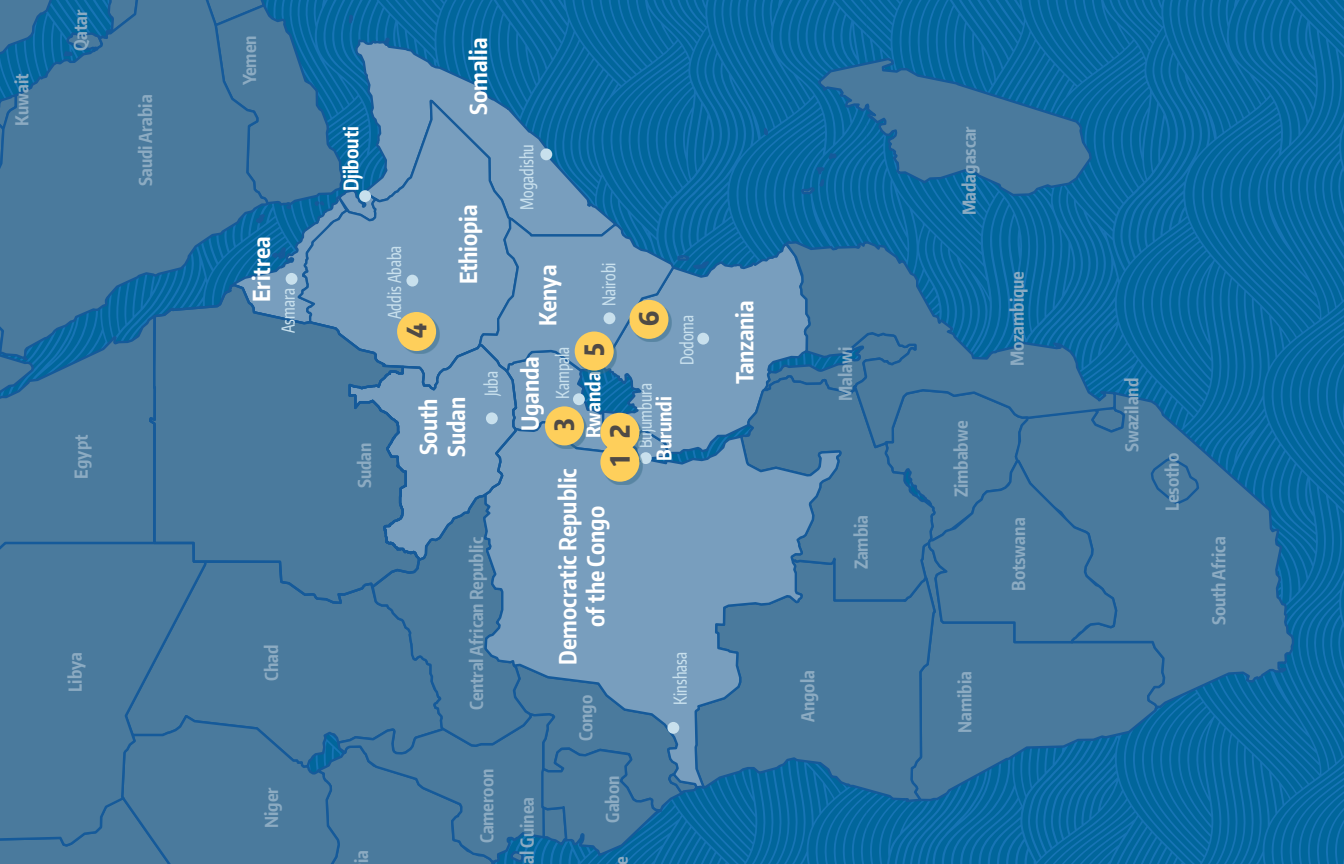 Kuwait
Libya
Egypt
Qatar
Saudi Arabia
Yemen
Niger
Chad
Sudan
Eritrea
Asmara
Djibouti
ia
South
Sudan
Juba
4
Addis Ababa
Ethiopia
Somalia
Mogadishu
Cameroon
Central African Republic
al Guinea
Gabon
Congo
e
Democratic Republic
of the Congo
Kinshasa
Uganda
Kampala
3
Kenya
Nairobi
5
Rwanda
1
2
Bujumbura
Burundi
6
Dodoma
Tanzania
Angola
Zambia
Malawi
Namibia
Zimbabwe
Madagascar
Botswana
Mozambique
Swaziland
Lesotho
South Africa